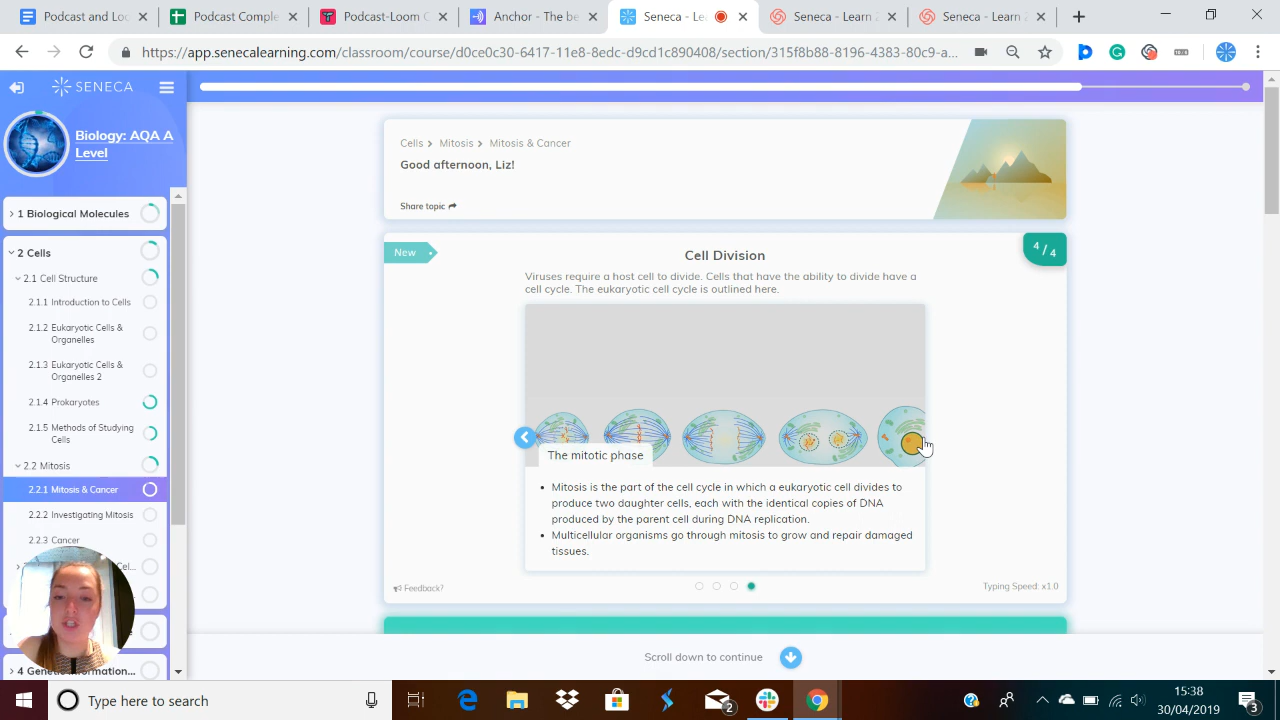 Podcast and Loo
Podcast Comple
Podcast-Loom C
Anchor - The be
Seneca - Le
Seneca - Learn
Seneca - Learn
https://app.senecalearning.com/classroom/course/d0ce0c30-6417-11e8-8edc-d9cd1c890408/section/315f8b88-8196-4383-80c9-a...
SENECA
Biology: AQA A
Level
1 Biological Molecules
2 Cells
2.1 Cell Structure
2.1.1 Introduction to Cells
2.1.2 Eukaryotic Cells &
Organelles
2.1.3 Eukaryotic Cells &
Organelles 2
2.1.4 Prokaryotes
2.1.5 Methods of Studying
Cells
2.2 Mitosis
2.2.1 Mitosis & Cancer
2.2.2 Investigating Mitosis
2.2.3 Cancer
Cel...
4 Genetic Information...
Cells > Mitosis > Mitosis & Cancer
Good afternoon, Liz!
Share topic
New
Cell Division
4/4
Viruses require a host cell to divide. Cells that have the ability to divide have a
cell cycle. The eukaryotic cell cycle is outlined here.
The mitotic phase
• Mitosis is the part of the cell cycle in which a eukaryotic cell divides to
produce two daughter cells, each with the identical copies of DNA
produced by the parent cell during DNA replication.
• Multicellular organisms go through mitosis to grow and repair damaged
tissues.
Feedback?
Typing Speed: x1.0
Scroll down to continue
Type here to search
2
15:38
30/04/2019
3